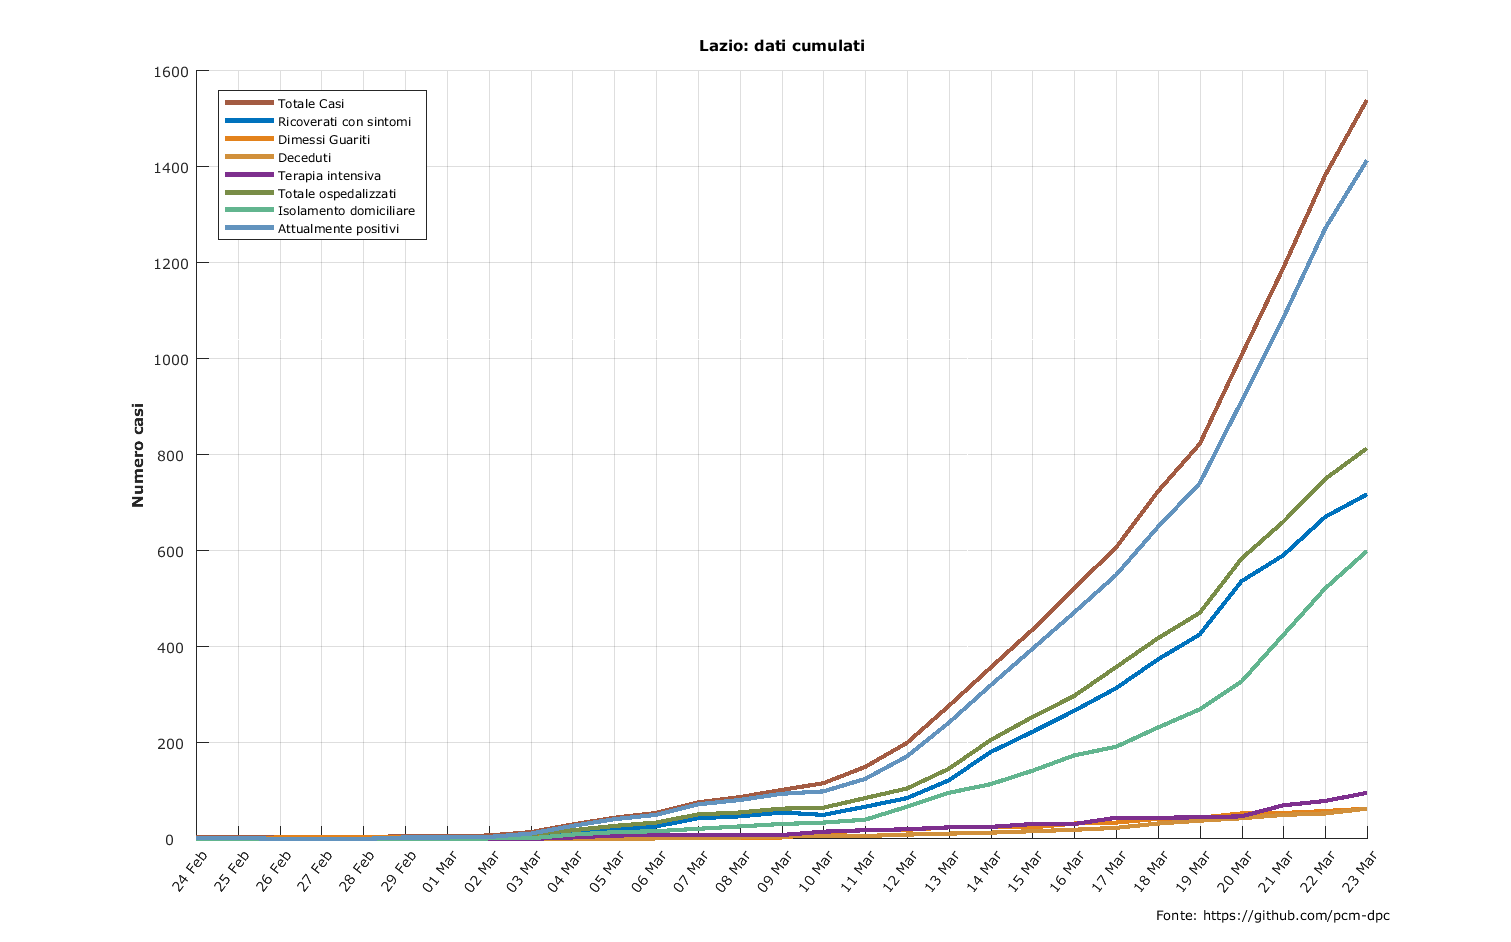 Lazio: dati cumulati
1600
1400
1200
1000
800
600
400
200
0
Numero casi
Totale Casi
Ricoverati con sintomi
Dimessi Guariti
Deceduti
Terapia intensiva
Totale ospedalizzati
Isolamento domiciliare
Attualmente positivi
24 Feb
25 Feb
26 Feb
27 Feb
28 Feb
29 Feb
01 Mar
02 Mar
03 Mar
04 Mar
05 Mar
06 Mar
07 Mar
08 Mar
09 Mar
10 Mar
11 Mar
12 Mar
13 Mar
14 Mar
15 Mar
16 Mar
17 Mar
18 Mar
19 Mar
20 Mar
21 Mar
22 Mar
23 Mar
Fonte: https://github.com/pcm-dpc